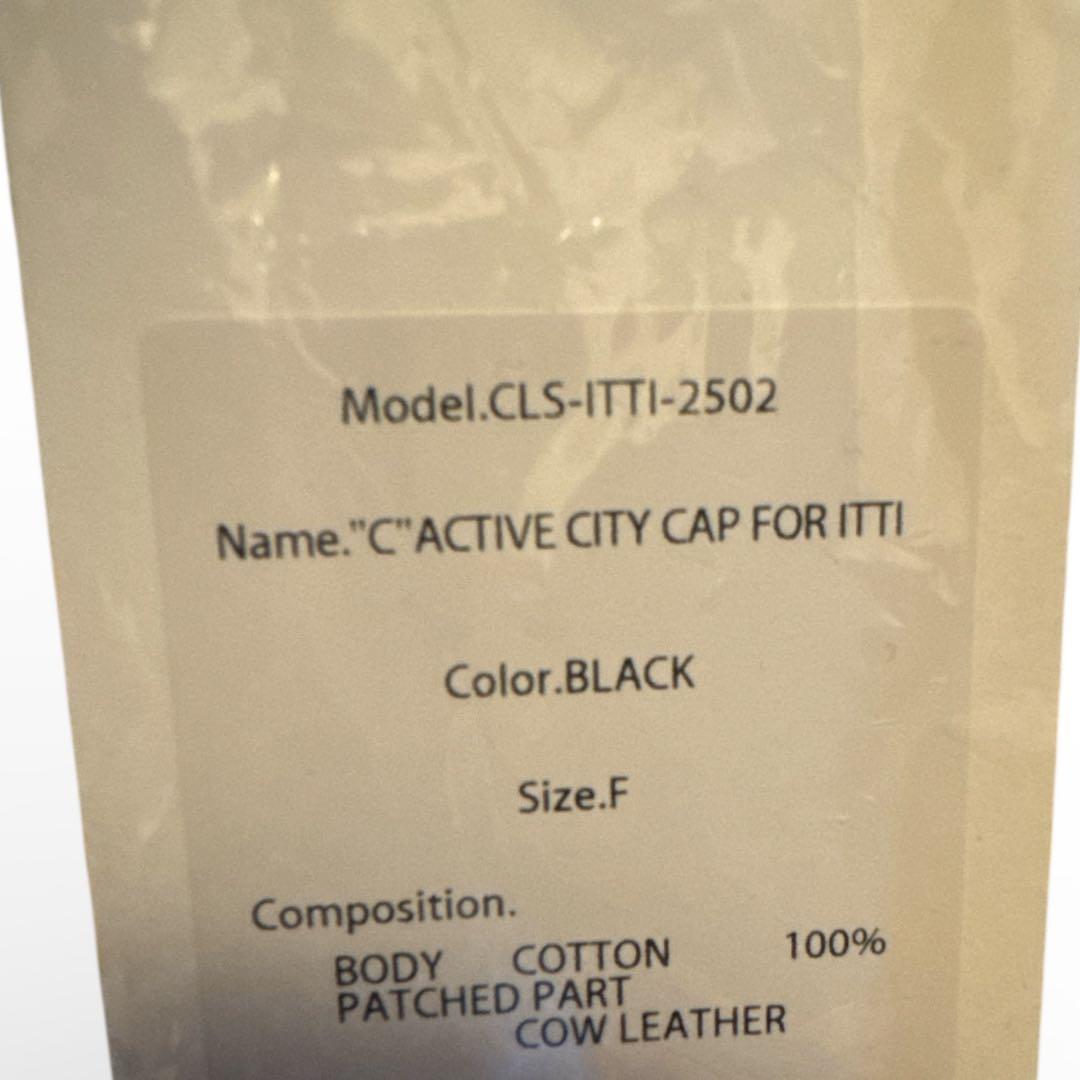 Model.CLS-ITTI-2502
Name."C"ACTIVE CITY CAP FOR ITTI
Color.BLACK
Size.F
Composition.
BODY COTTON 100%
PATCHED PART
COW LEATHER